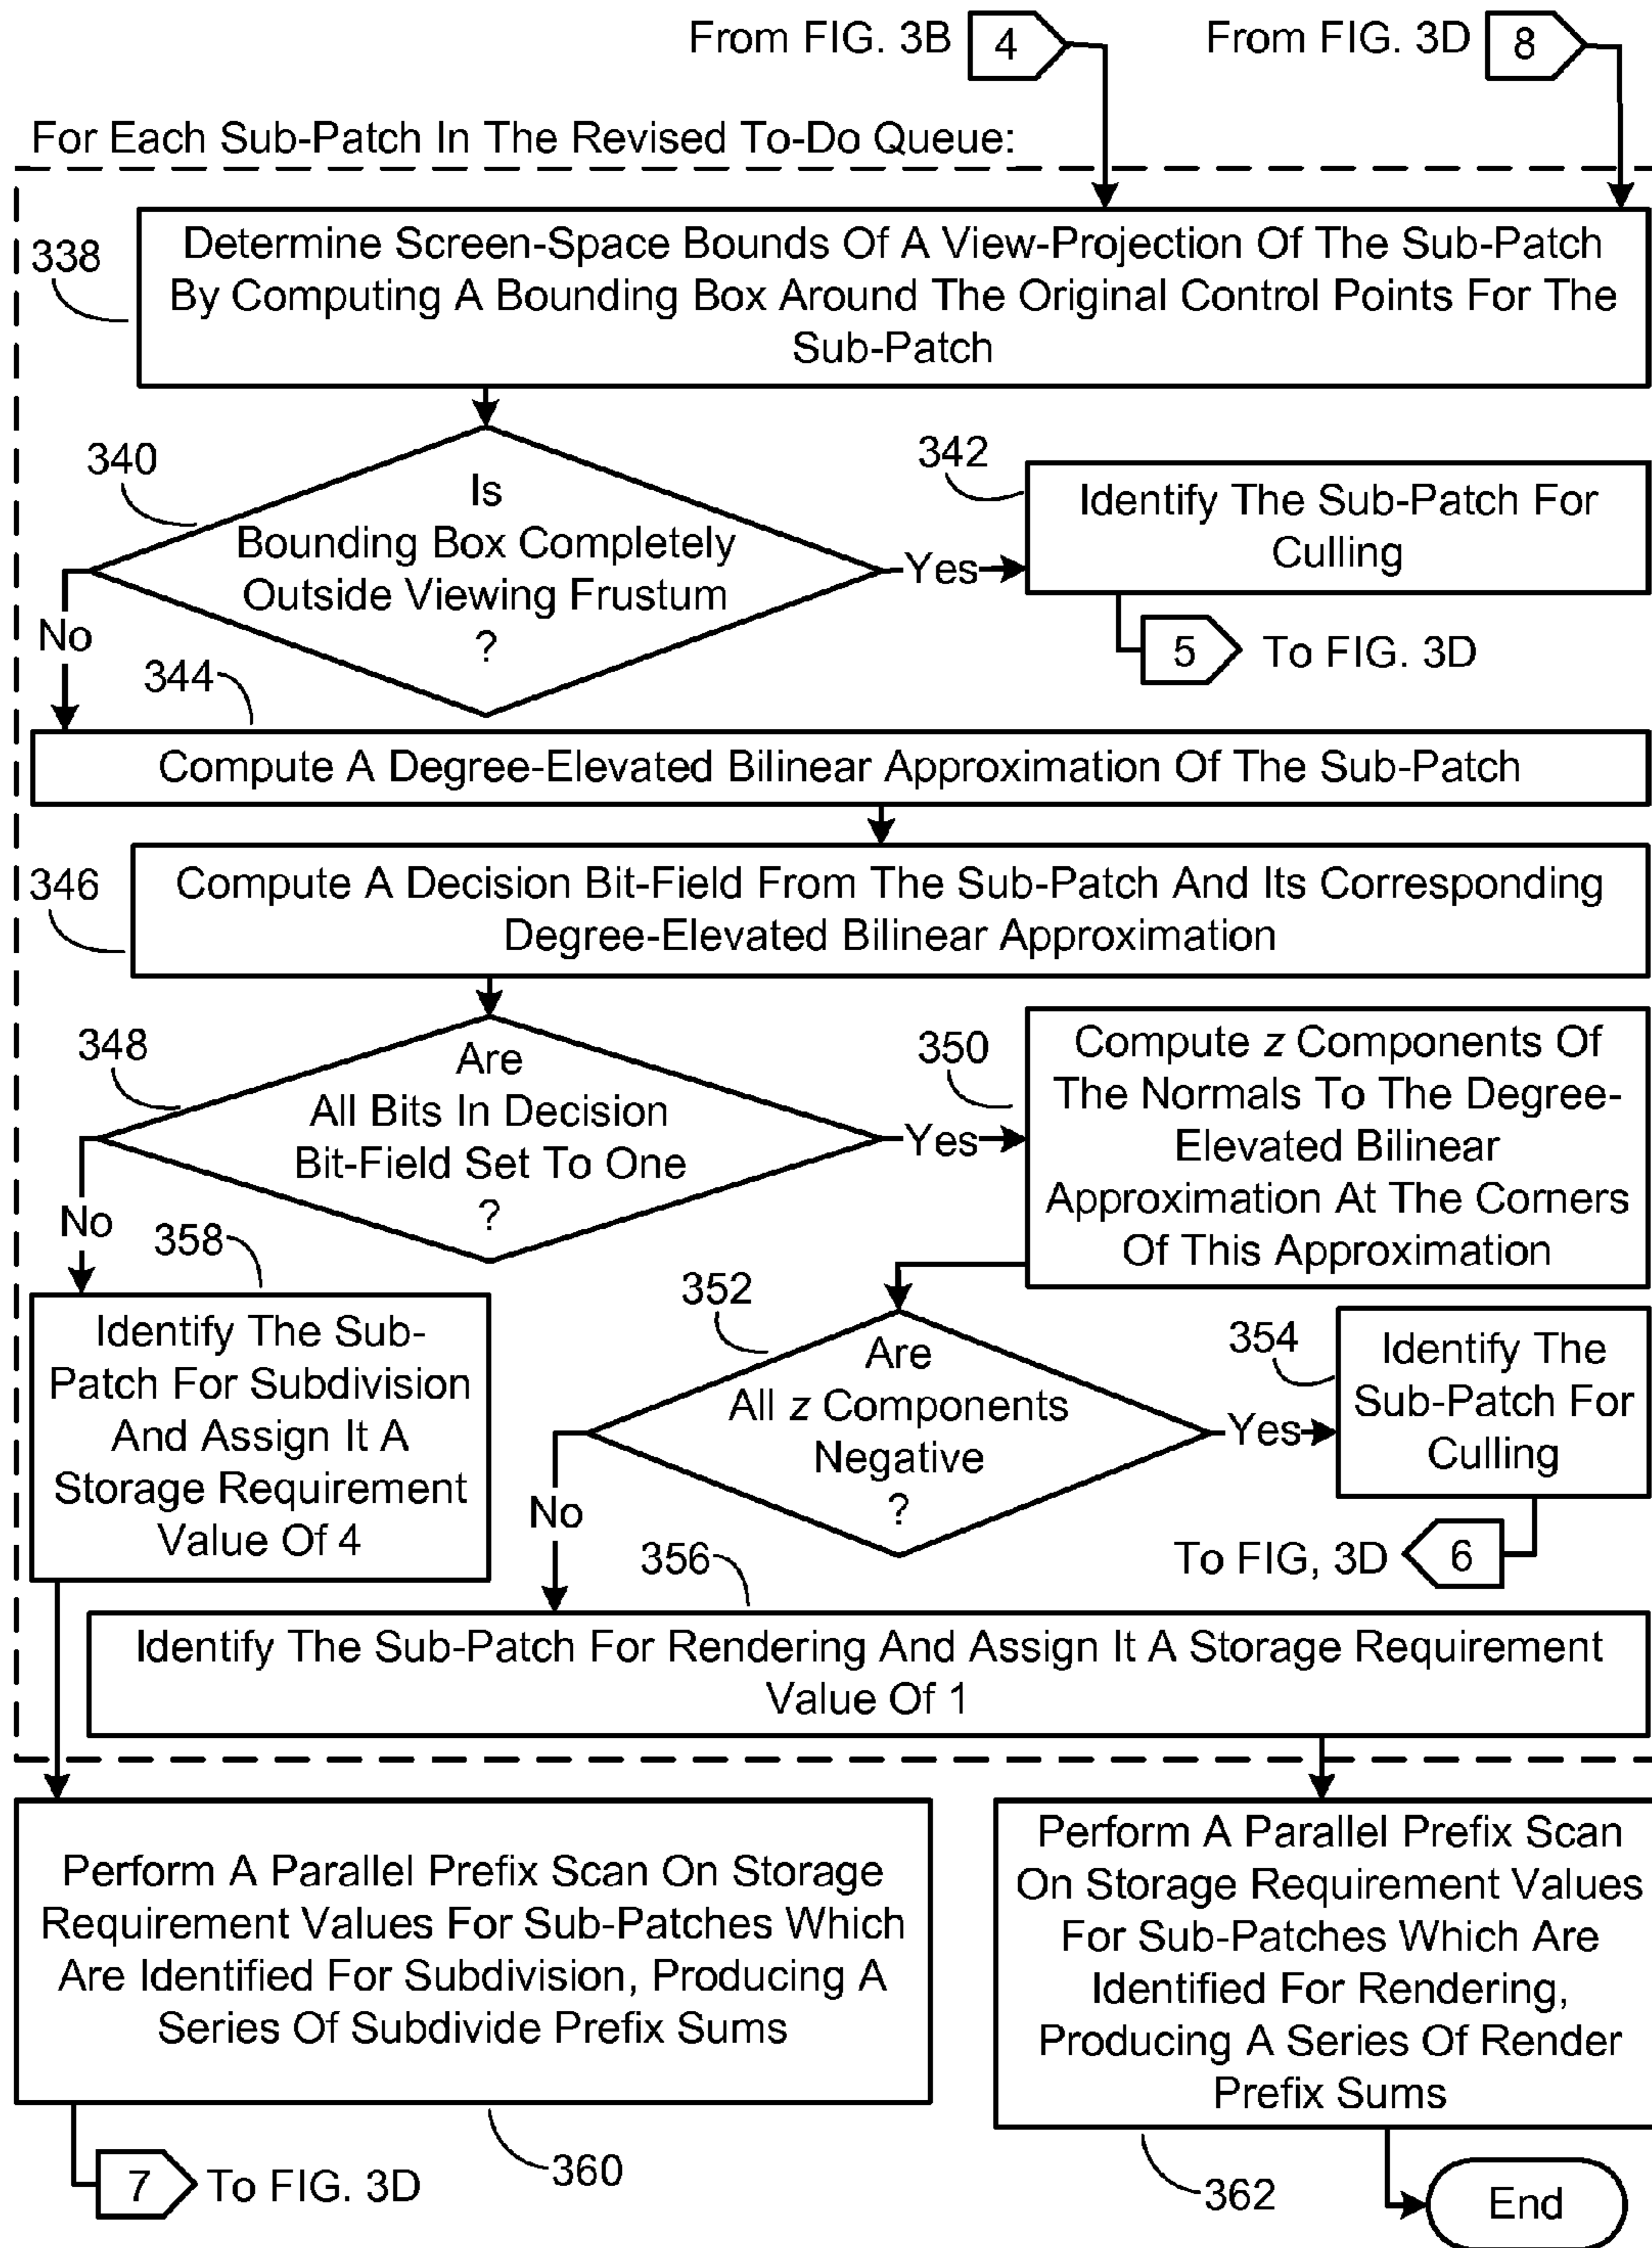 From FIG. 3B 4
From FIG. 3D 8
For Each Sub-Patch In The Revised To-Do Queue:
338
Determine Screen-Space Bounds Of A View-Projection Of The Sub-Patch
By Computing A Bounding Box Around The Original Control Points For The
Sub-Patch
340
Is
Bounding Box Completely
Outside Viewing Frustum
?
Yes
No
342
Identify The Sub-Patch For
Culling
5 To FIG. 3D
344
Compute A Degree-Elevated Bilinear Approximation Of The Sub-Patch
346
Compute A Decision Bit-Field From The Sub-Patch And Its Corresponding
Degree-Elevated Bilinear Approximation
348
Are
All Bits In Decision
Bit-Field Set To One
?
Yes
No
350
Compute z Components Of
The Normals To The Degree-
Elevated Bilinear
Approximation At The Corners
Of This Approximation
358
Identify The Sub-
Patch For Subdivision
And Assign It A
Storage Requirement
Value Of 4
352
Are
All z Components
Negative
?
Yes
No
354
Identify The
Sub-Patch For
Culling
To FIG, 3D 6
356
Identify The Sub-Patch For Rendering And Assign It A Storage Requirement
Value Of 1
Perform A Parallel Prefix Scan On Storage
Requirement Values For Sub-Patches Which
Are Identified For Subdivision, Producing A
Series Of Subdivide Prefix Sums
360
7 To FIG. 3D
Perform A Parallel Prefix Scan
On Storage Requirement Values
For Sub-Patches Which Are
Identified For Rendering,
Producing A Series Of Render
Prefix Sums
362
End